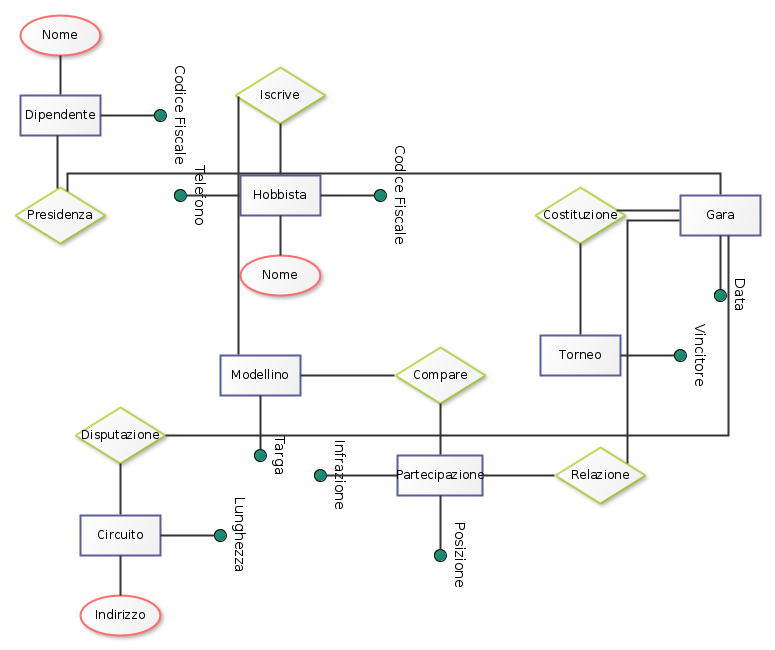 Nome
Dipendente
Codice Fiscale
Iscrive
Telefono
Hobbista
Codice Fiscale
Presidenza
Costituzione
Gara
Nome
Data
Torneo
Vincitore
Modellino
Compare
Disputazione
Targa
Infrazione
Partecipazione
Relazione
Circuito
Lunghezza
Posizione
Indirizzo